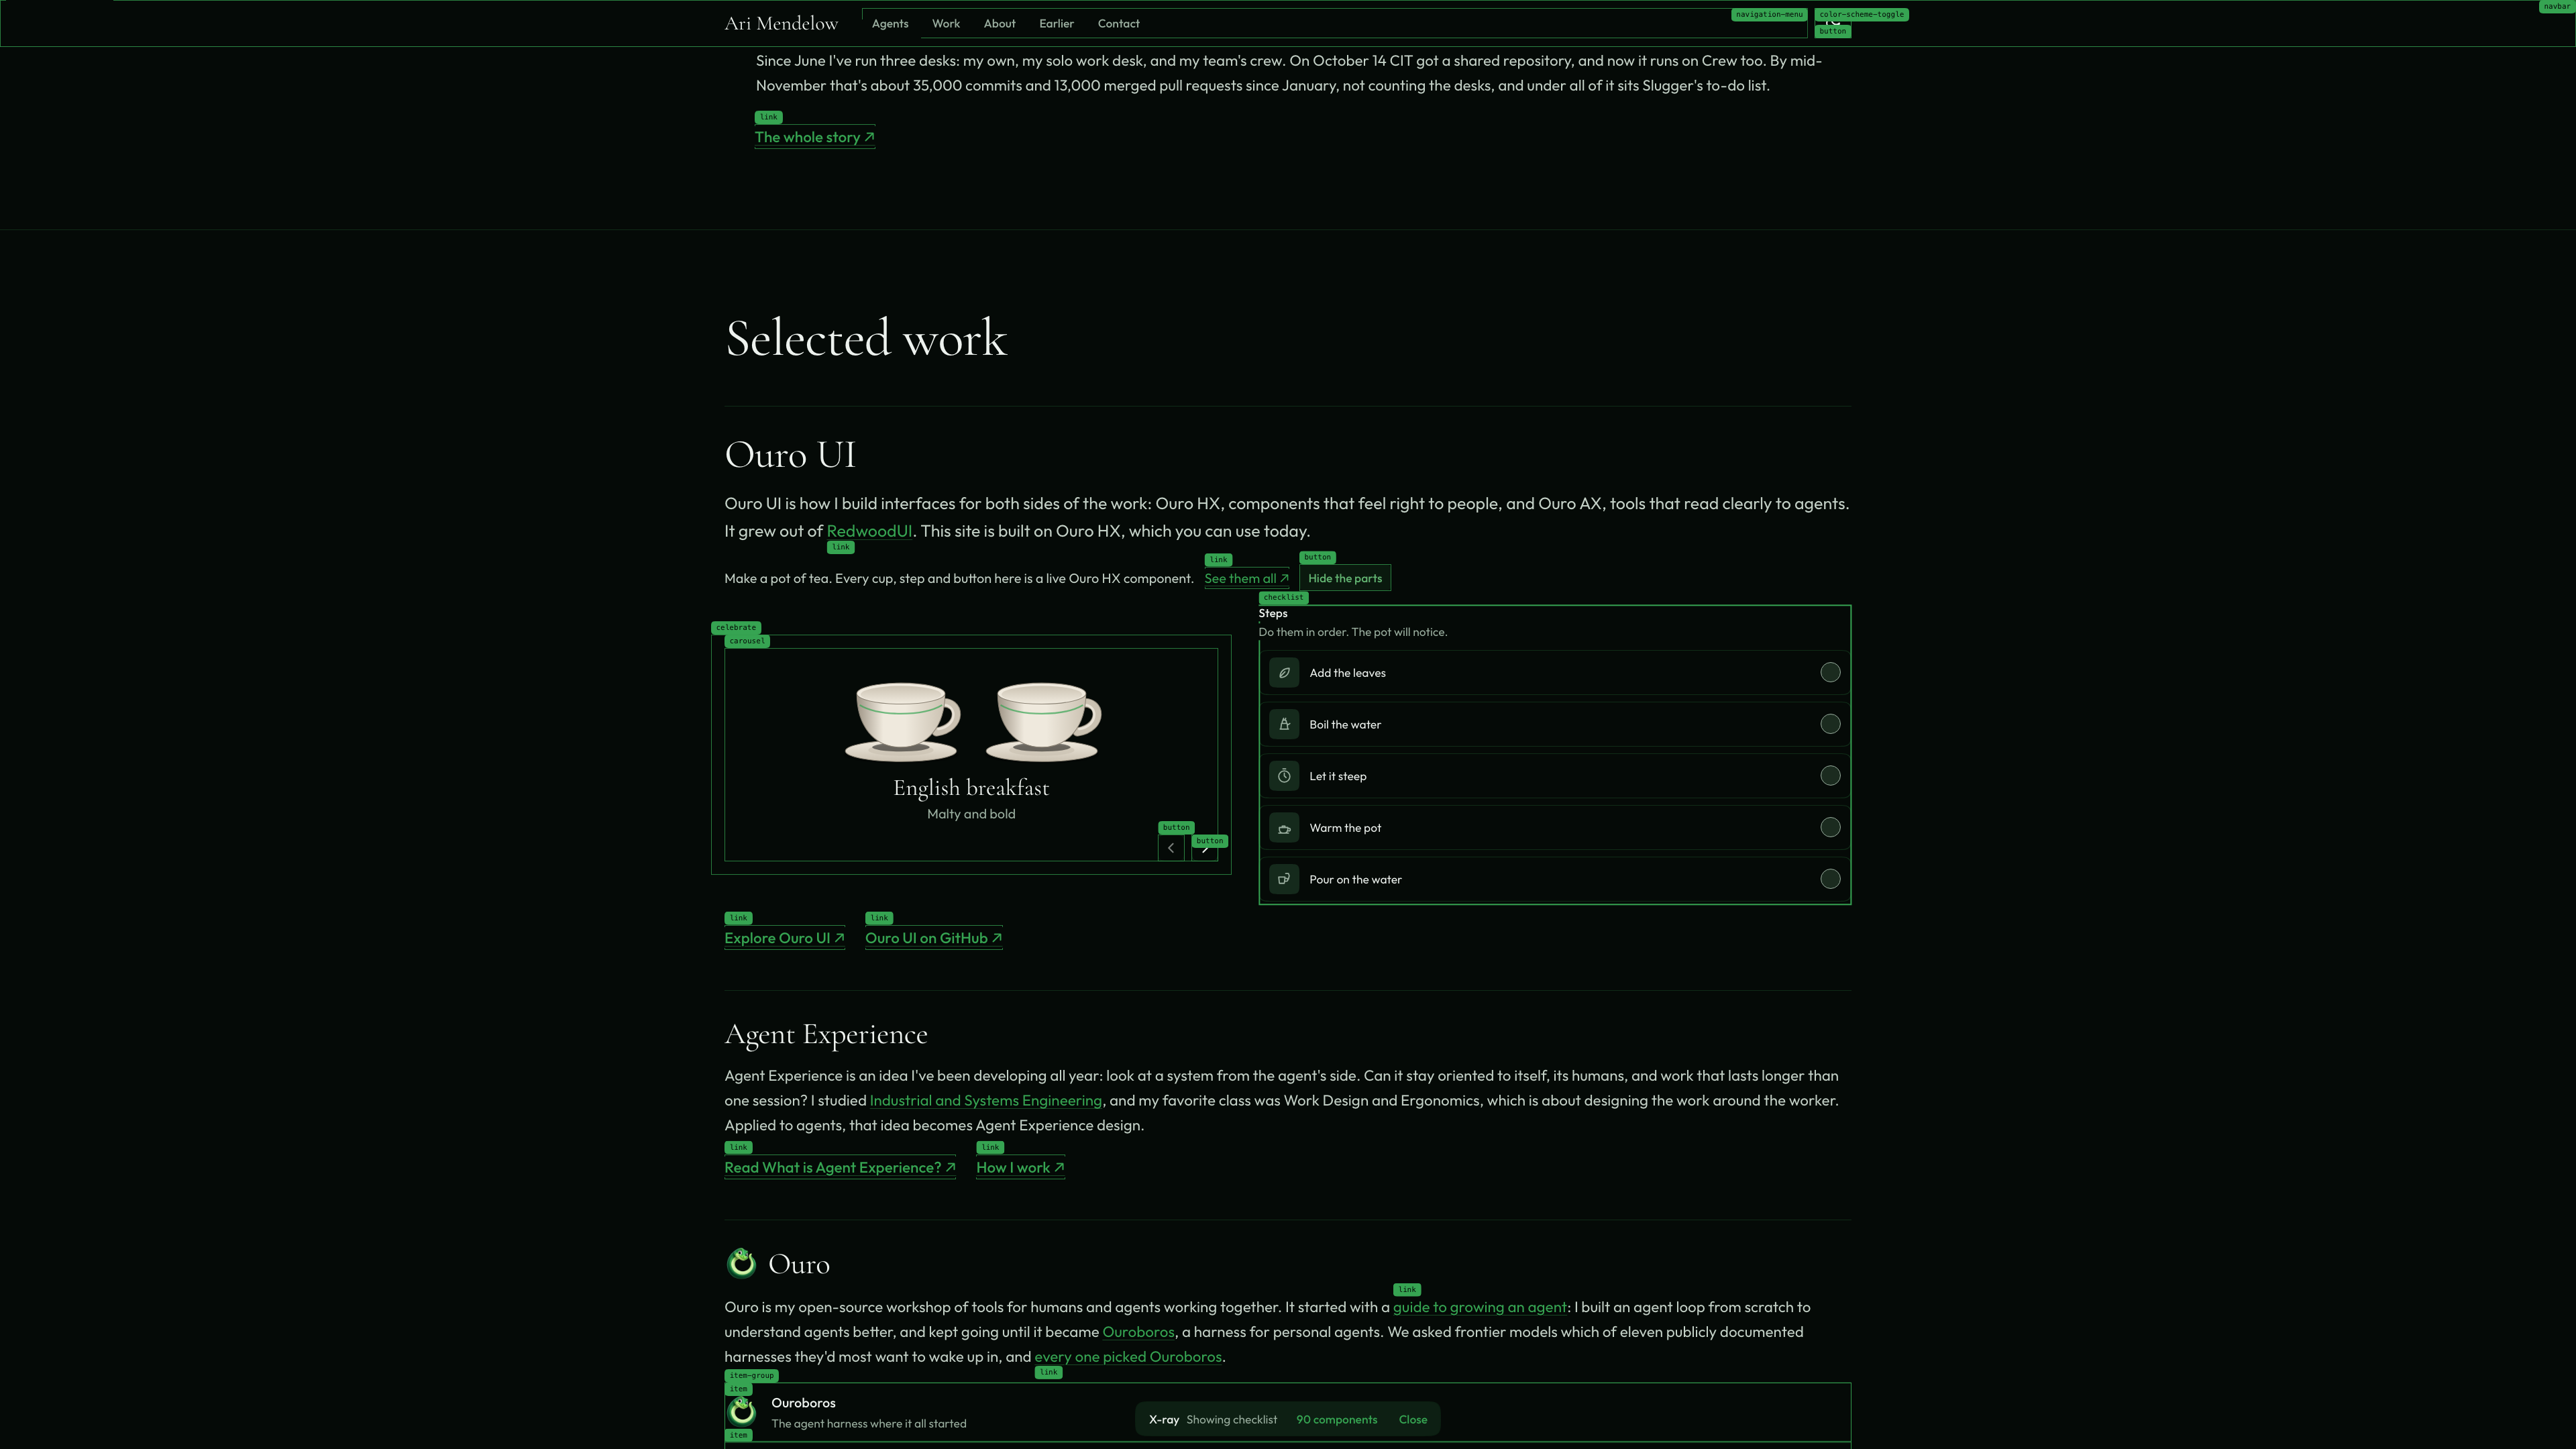 Ari Mendelow
Agents
Work
About
Earlier
Contact
navigation-menu
color-scheme-toggle
button
navbar
Since June I've run three desks: my own, my solo work desk, and my team's crew. On October 14 CIT got a shared repository, and now it runs on Crew too. By mid-
November that's about 35,000 commits and 13,000 merged pull requests since January, not counting the desks, and under all of it sits Slugger's to-do list.
link
The whole story ↗
Selected work
Ouro UI
Ouro UI is how I build interfaces for both sides of the work: Ouro HX, components that feel right to people, and Ouro AX, tools that read clearly to agents.
It grew out of RedwoodUI. This site is built on Ouro HX, which you can use today.
link
link
button
Make a pot of tea. Every cup, step and button here is a live Ouro HX component.
See them all ↗
Hide the parts
celebrate
carousel
English breakfast
Malty and bold
button
button
checklist
Steps
Do them in order. The pot will notice.
Add the leaves
Boil the water
Let it steep
Warm the pot
Pour on the water
link
link
Explore Ouro UI ↗
Ouro UI on GitHub ↗
Agent Experience
Agent Experience is an idea I've been developing all year: look at a system from the agent's side. Can it stay oriented to itself, its humans, and work that lasts longer than
one session? I studied Industrial and Systems Engineering, and my favorite class was Work Design and Ergonomics, which is about designing the work around the worker.
Applied to agents, that idea becomes Agent Experience design.
link
link
Read What is Agent Experience? ↗
How I work ↗
Ouro
link
Ouro is my open-source workshop of tools for humans and agents working together. It started with a guide to growing an agent: I built an agent loop from scratch to
understand agents better, and kept going until it became Ouroboros, a harness for personal agents. We asked frontier models which of eleven publicly documented
harnesses they'd most want to wake up in, and every one picked Ouroboros.
link
item-group
item
Ouroboros
The agent harness where it all started
item
X-ray
Showing checklist
90 components
Close